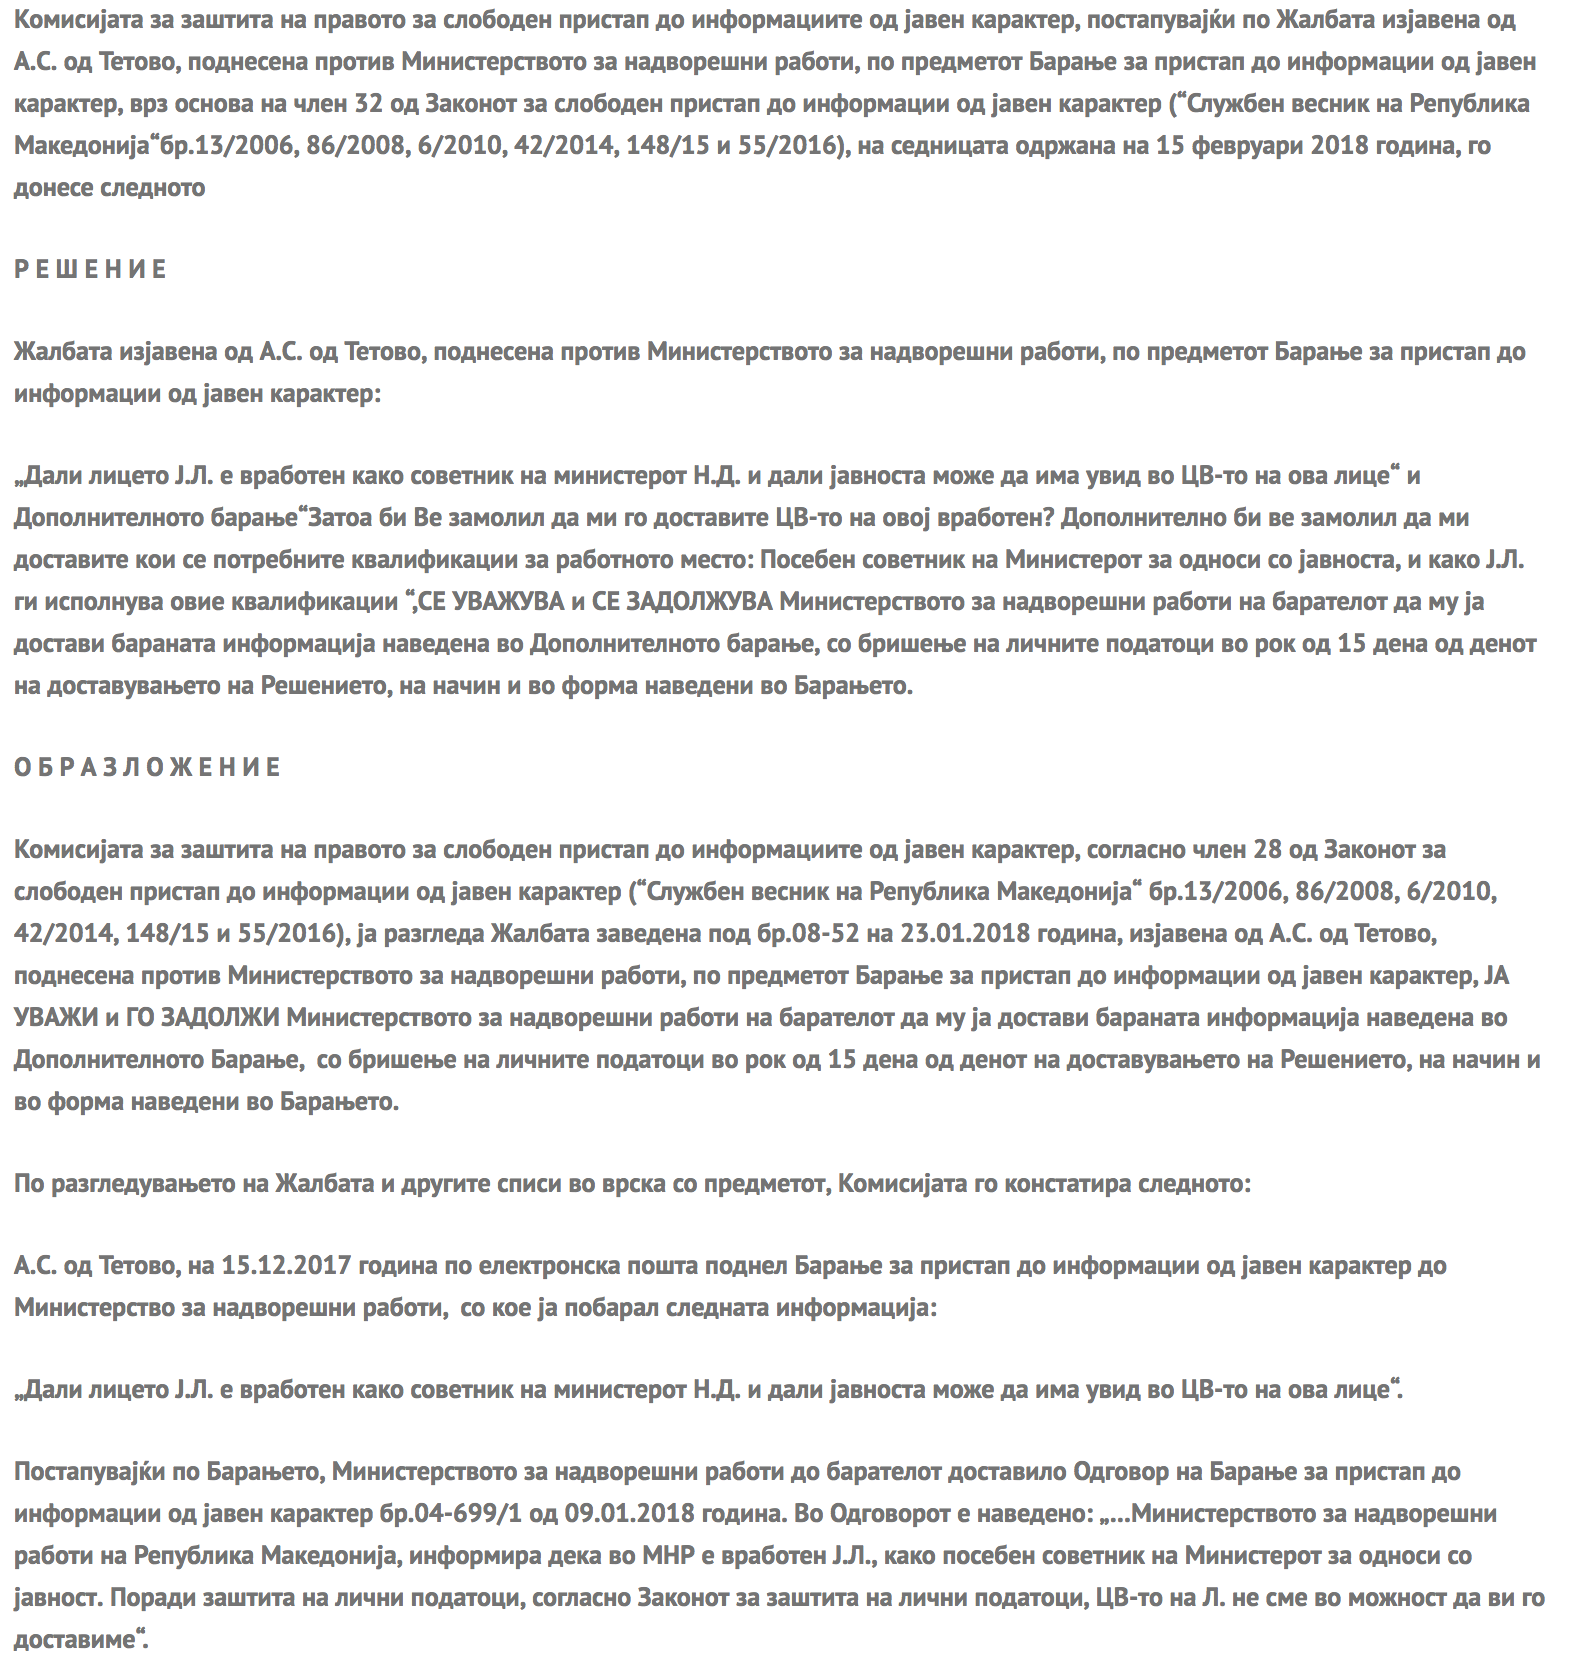 Комисијата за заштита на правото за слободен пристап до информациите од јавен карактер, постапувајќи по Жалбата изјавена од
А.С. од Тетово, поднесена против Министерството за надворешни работи, по предметот Барање за пристап до информации од јавен
карактер, врз основа на член 32 од Законот за слободен пристап до информации од јавен карактер (“Службен весник на Република
Македонија“бр.13/2006, 86/2008, 6/2010, 42/2014, 148/15 и 55/2016), на седницата одржана на 15 февруари 2018 година, го
донесе следното
Р Е Ш Е Н И Е
Жалбата изјавена од А.С. од Тетово, поднесена против Министерството за надворешни работи, по предметот Барање за пристап до
информации од јавен карактер:
„Дали лицето Ј.Л. е вработен како советник на министерот Н.Д. и дали јавноста може да има увид во ЦВ-то на ова лице“ и
Дополнителното барање“Затоа би Ве замолил да ми го доставите ЦВ-то на овој вработен? Дополнително би ве замолил да ми
доставите кои се потребните квалификации за работното место: Посебен советник на Министерот за односи со јавноста, и како Ј.Л.
ги исполнува овие квалификации “,СЕ УВАЖУВА и СЕ ЗАДОЛЖУВА Министерството за надворешни работи на барателот да му ја
достави бараната информација наведена во Дополнителното барање, со бришење на личните податоци во рок од 15 дена од денот
на доставувањето на Решението, на начин и во форма наведени во Барањето.
О Б Р А З Л О Ж Е Н И Е
Комисијата за заштита на правото за слободен пристап до информациите од јавен карактер, согласно член 28 од Законот за
слободен пристап до информации од јавен карактер (“Службен весник на Република Македонија“ бр.13/2006, 86/2008, 6/2010,
42/2014, 148/15 и 55/2016), ја разгледа Жалбата заведена под бр.08-52 на 23.01.2018 година, изјавена од А.С. од Тетово,
поднесена против Министерството за надворешни работи, по предметот Барање за пристап до информации од јавен карактер, ЈА
УВАЖИ и ГО ЗАДОЛЖИ Министерството за надворешни работи на барателот да му ја достави бараната информација наведена во
Дополнителното Барање,  со бришење на личните податоци во рок од 15 дена од денот на доставувањето на Решението, на начин и
во форма наведени во Барањето.
По разгледувањето на Жалбата и другите списи во врска со предметот, Комисијата го констатира следното:
А.С. од Тетово, на 15.12.2017 година по електронска пошта поднел Барање за пристап до информации од јавен карактер до
Министерство за надворешни работи,  со кое ја побарал следната информација:
„Дали лицето Ј.Л. е вработен како советник на министерот Н.Д. и дали јавноста може да има увид во ЦВ-то на ова лице“.
Постапувајќи по Барањето, Министерството за надворешни работи до барателот доставило Одговор на Барање за пристап до
информации од јавен карактер бр.04-699/1 од 09.01.2018 година. Во Одговорот е наведено: „...Министерството за надворешни
работи на Република Македонија, информира дека во МНР е вработен Ј.Л., како посебен советник на Министерот за односи со
јавност. Поради заштита на лични податоци, согласно Законот за заштита на лични податоци, ЦВ-то на Л. не сме во можност да ви го
доставиме“.